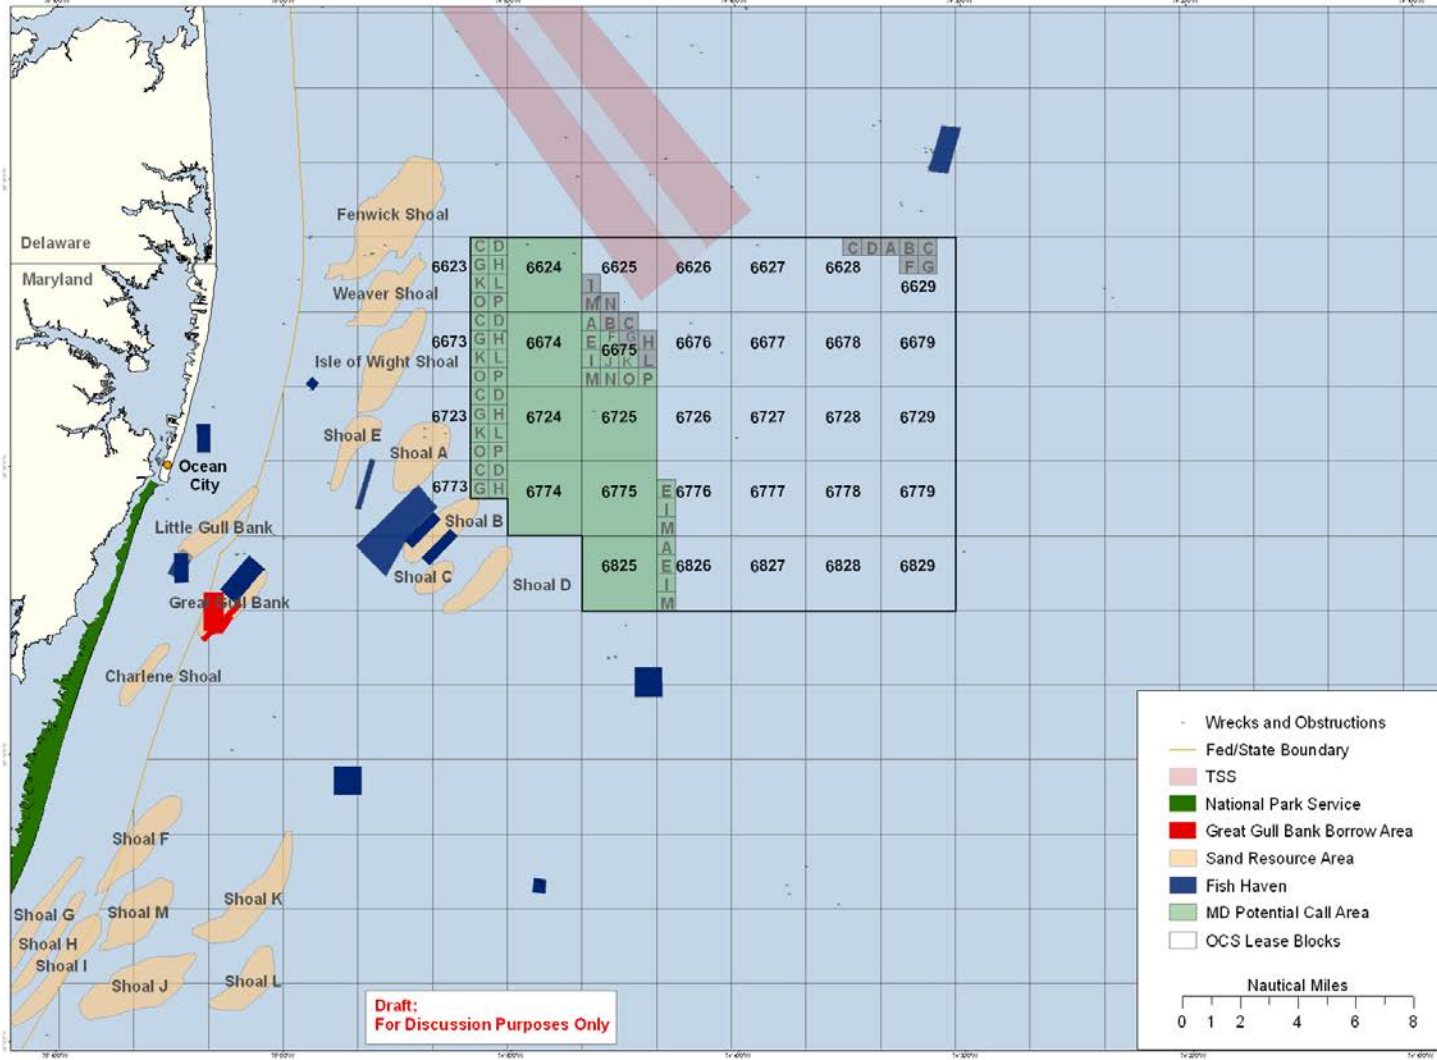 Delaware
Maryland
Fenwick Shoal
Weaver Shoal
Isle of Wight Shoal
Shoal E
Shoal A
Ocean
City
Little Gull Bank
Shoal B
Shoal C
Shoal D
Great Gull Bank
Charlene Shoal
Shoal F
Shoal G
Shoal M
Shoal K
Shoal H
Shoal I
Shoal J
Shoal L
C D
C D A B C
6623 G H 6624 6625 6626 6627 6628 F G
K L
6629
O P M N
C D A B C
6673 G H 6674 E F G H 6676 6677 6678 6679
6675
K L I J K L
O P M N O P
C D
6723 G H 6724 6725 6726 6727 6728 6729
K L
O P
C D
6773 G H 6774 6775 E 6776 6777 6778 6779
I
M
A
6825 E 6826 6827 6828 6829
I
M
Wrecks and Obstructions
Fed/State Boundary
TSS
National Park Service
Great Gull Bank Borrow Area
Sand Resource Area
Fish Haven
MD Potential Call Area
OCS Lease Blocks
Nautical Miles
0 1 2 4 6 8
Draft:
For Discussion Purposes Only